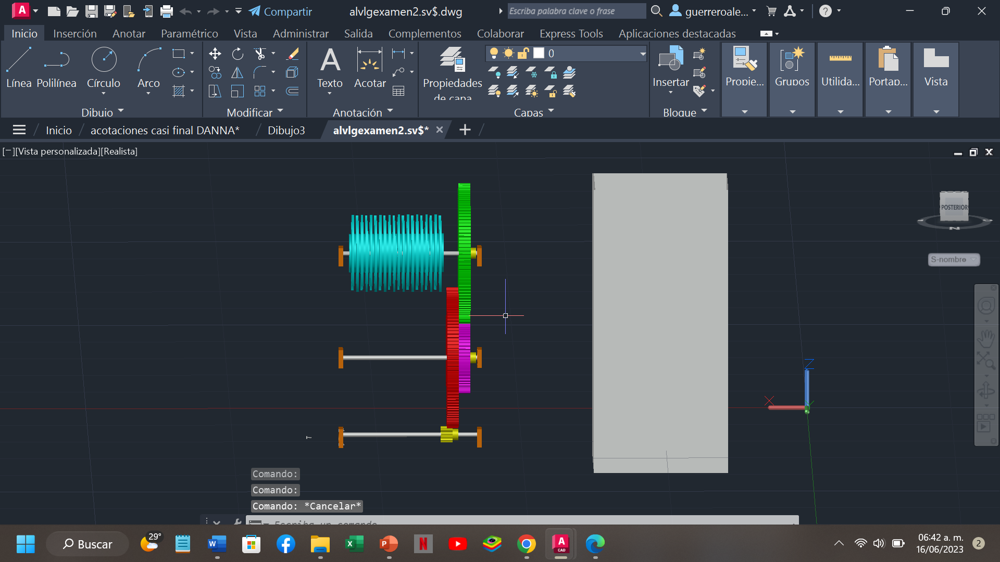 A Compartir alvlgexamen2.sv$.dwg Escriba palabra clave o frase guerreroale...
Inicio Inserción Anotar Paramétrico Vista Administrar Salida Complementos Colaborar Express Tools Aplicaciones destacadas
0
Línea Polilínea Círculo Arco Texto Acotar Propiedades de capa Insertar Propie... Grupos Utilida... Portap... Vista
Dibujo Modificar Anotación Capas Bloque
Inicio acotaciones casi final DANNA* Dibujo3 alvlgexamen2.sv$*
[−][Vista personalizada][Realista]
POSTERIOR
N
S-nombre
Z
X
Y
Comando:
Comando:
Comando: *Cancelar*
Escriba un comando
29°
Buscar
A CAD
06:42 a. m.
16/06/2023
2